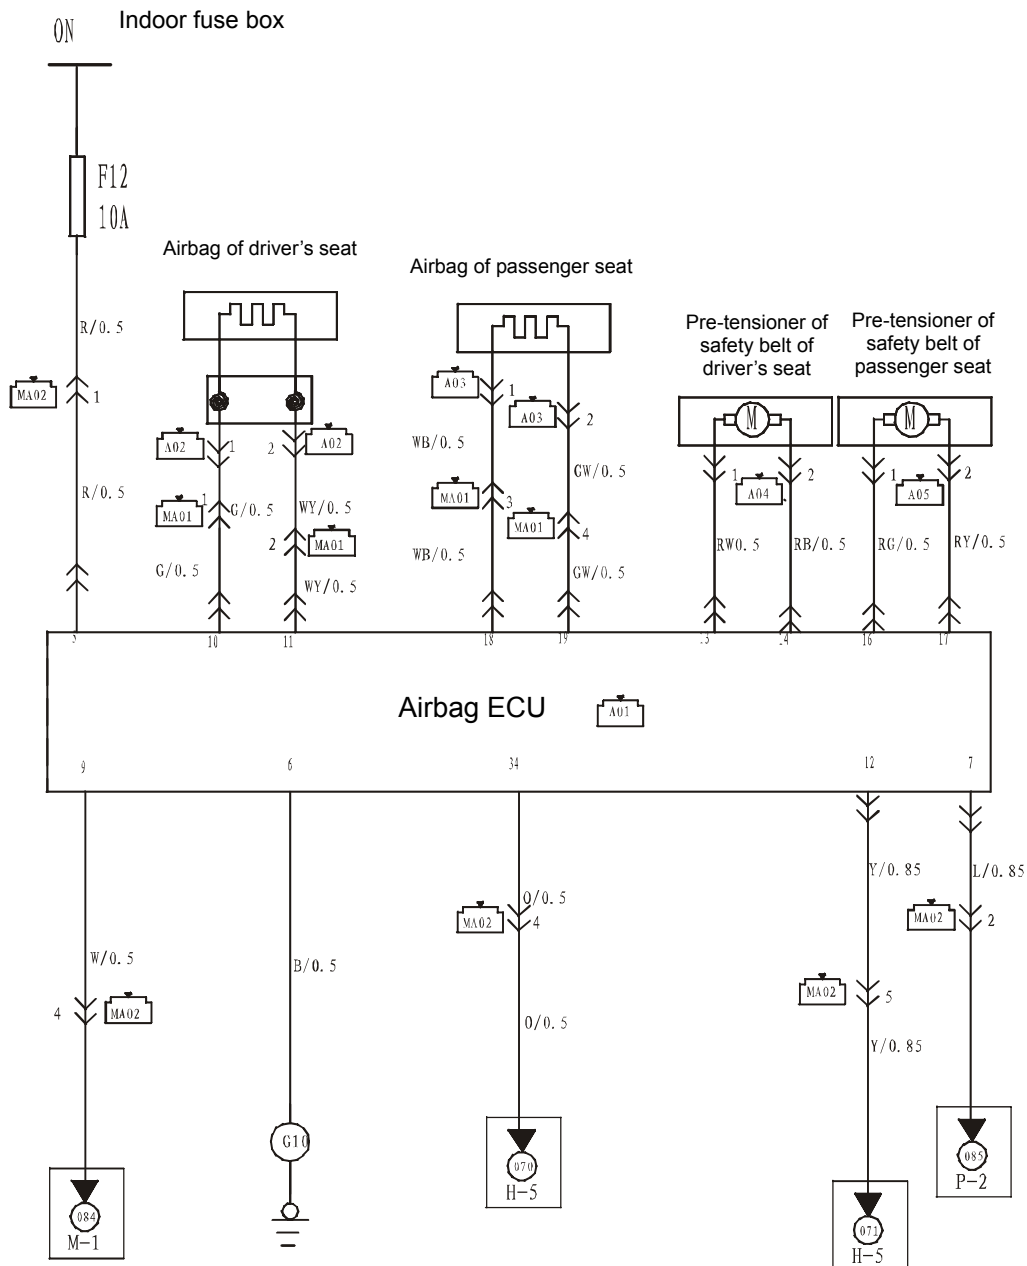 Indoor fuse box
ON
F12
10A
Airbag of driver's seat
Airbag of passenger seat
Pre-tensioner of
safety belt of
driver's seat
Pre-tensioner of
safety belt of
passenger seat
R/0.5
MA02
1
R/0.5
A02
1
2
A02
MA01
1
G/0.5
WY/0.5
2
MA01
G/0.5
WY/0.5
A03
1
A03
2
WB/0.5
GW/0.5
MA01
3
MA01
4
WB/0.5
GW/0.5
M
M
1
2
A04
1
2
A05
RW0.5
RB/0.5
RG/0.5
RY/0.5
10
11
18
19
16
17
Airbag ECU
A01
9
6
34
12
7
Y/0.85
L/0.85
O/0.5
MA02
4
MA02
2
W/0.5
B/0.5
MA02
5
4
MA02
O/0.5
Y/0.85
G10
070
H-5
085
P-2
084
M-1
071
H-5